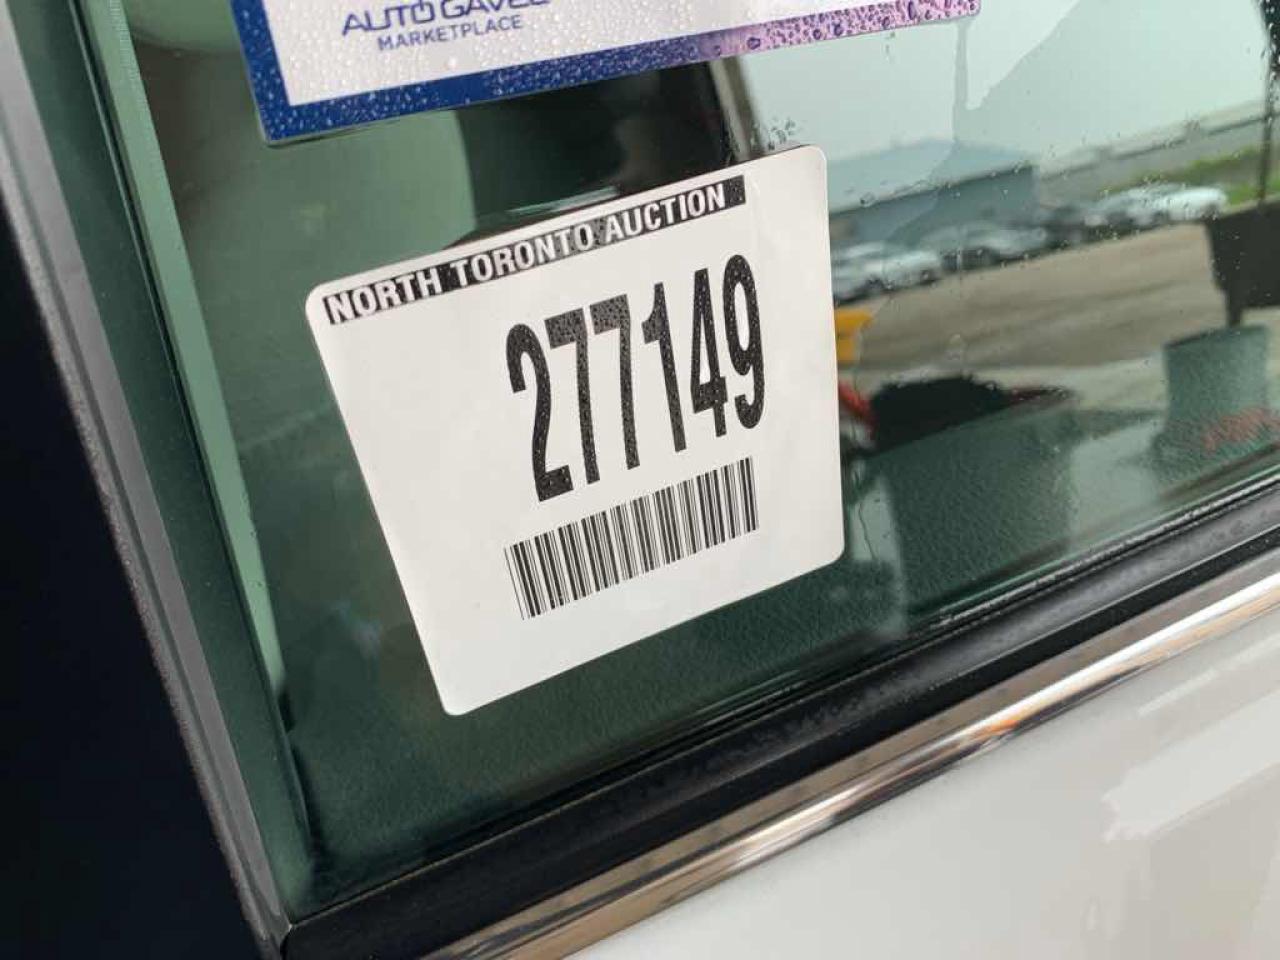 AUTO GAVEL
MARKETPLACE
NORTH TORONTO AUCTION
277149